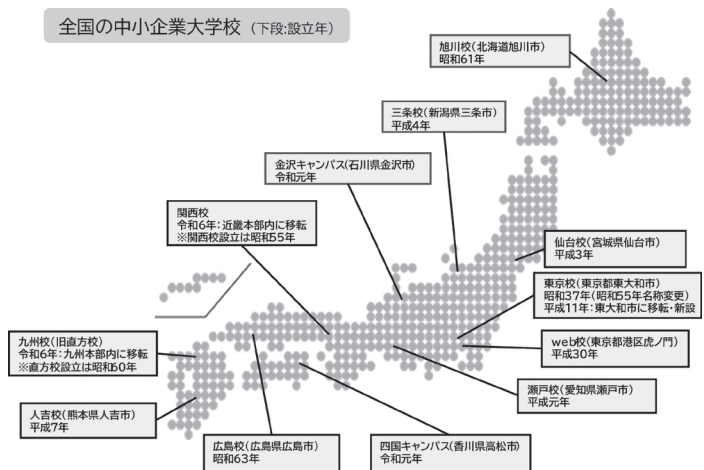 全国の中小企業大学校（下段:設立年）
旭川校（北海道旭川市）
昭和61年
三条校（新潟県三条市）
平成4年
金沢キャンパス（石川県金沢市）
令和元年
関西校
令和6年：近畿本部内に移転
※関西校設立は昭和55年
仙台校（宮城県仙台市）
平成3年
東京校（東京都東大和市）
昭和37年（昭和55年名称変更）
平成11年：東大和市に移転・新設
九州校（旧直方校）
令和6年：九州本部内に移転
※直方校設立は昭和60年
web校（東京都港区虎ノ門）
平成30年
瀬戸校（愛知県瀬戸市）
平成元年
人吉校（熊本県人吉市）
平成7年
広島校（広島県広島市）
昭和63年
四国キャンパス（香川県高松市）
令和元年